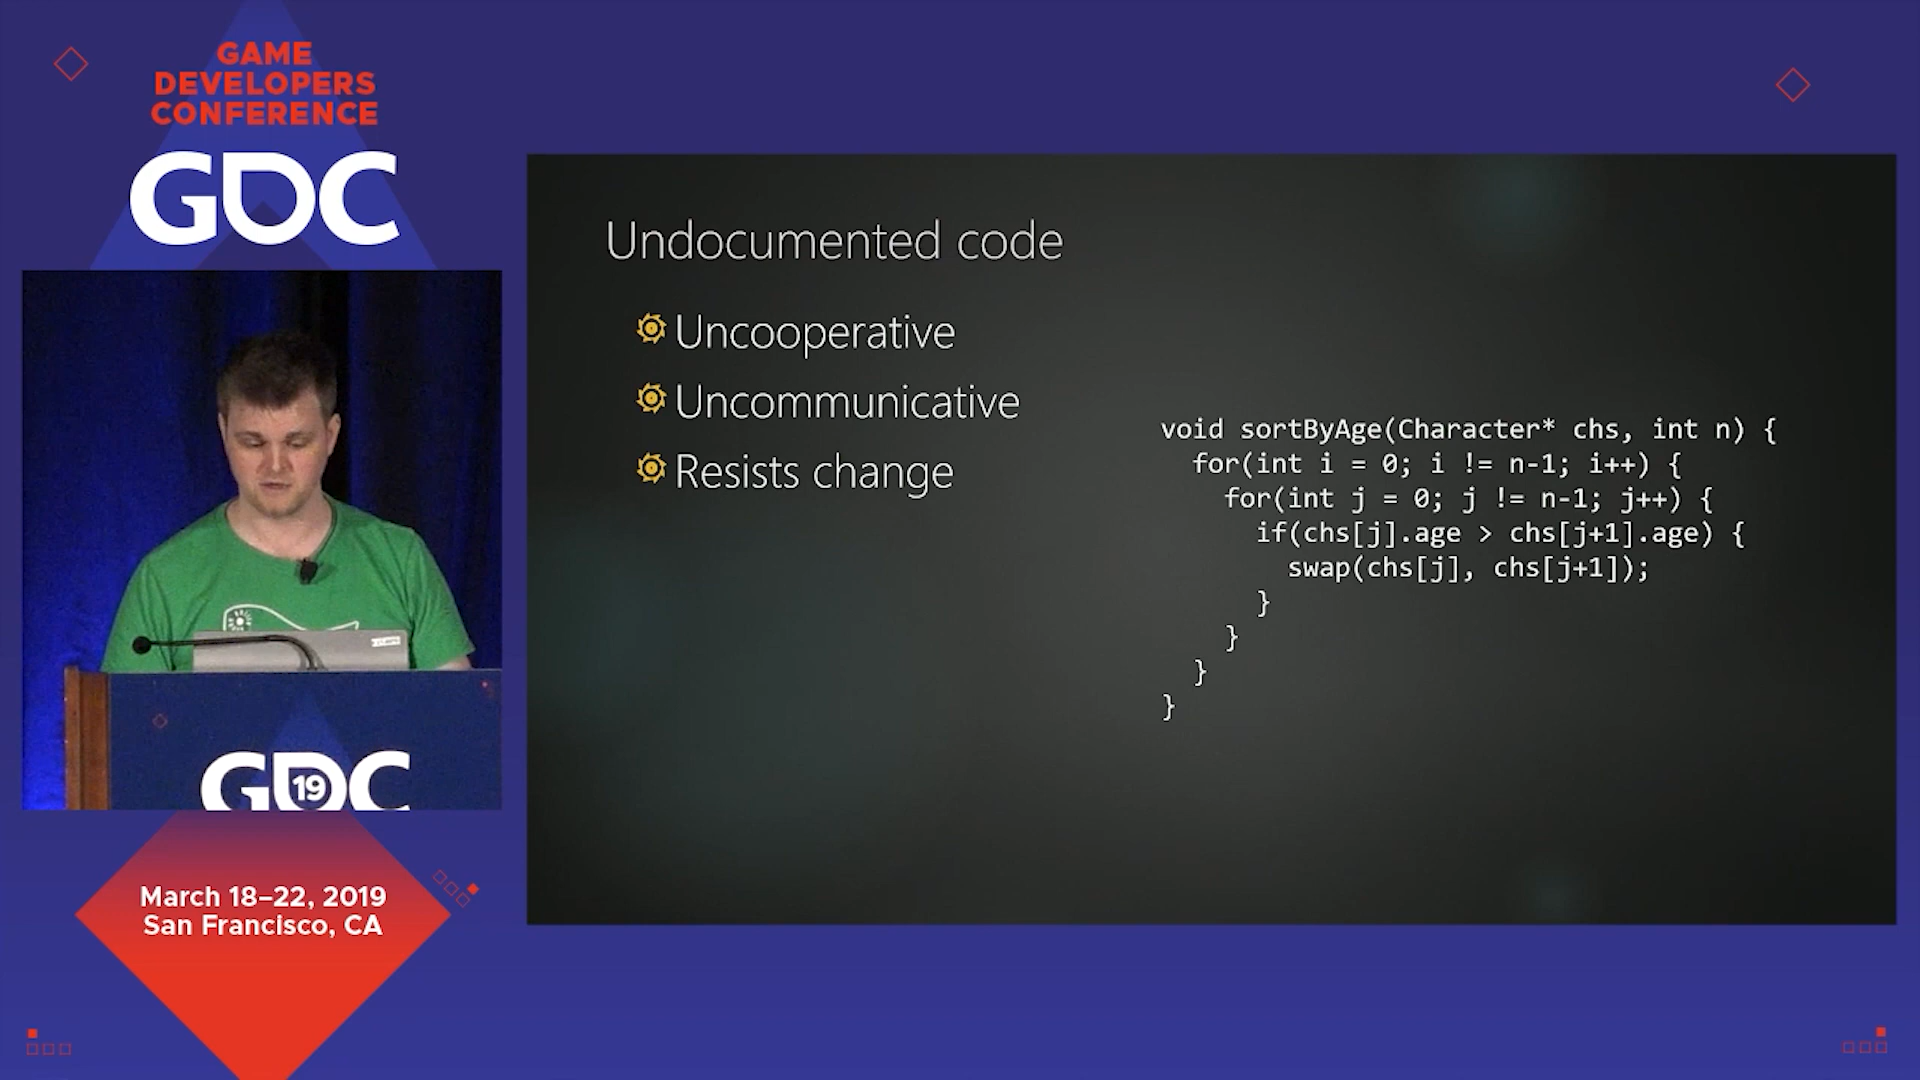 GAME
DEVELOPERS
CONFERENCE
GDC
GDC
19
March 18–22, 2019
San Francisco, CA
Undocumented code
Uncooperative
Uncommunicative
Resists change
void sortByAge(Character* chs, int n) {
for(int i = 0; i != n-1; i++) {
for(int j = 0; j != n-1; j++) {
if(chs[j].age > chs[j+1].age) {
swap(chs[j], chs[j+1]);
}
}
}
}